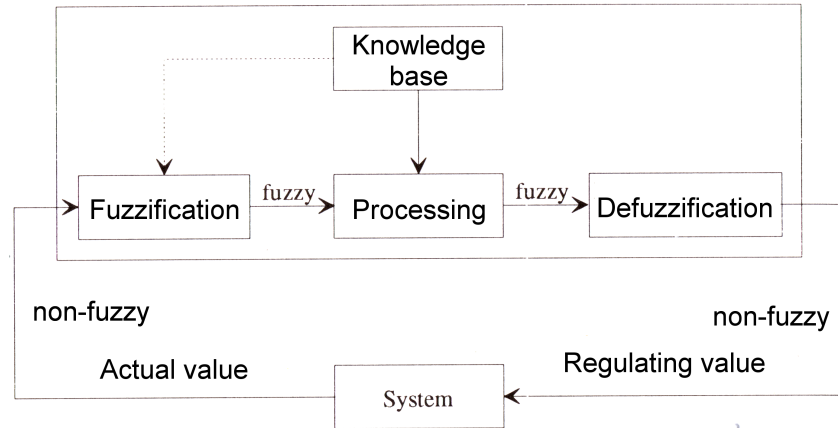 Knowledge
base
Fuzzification
fuzzy
Processing
fuzzy
Defuzzification
non-fuzzy
non-fuzzy
Actual value
Regulating value
System